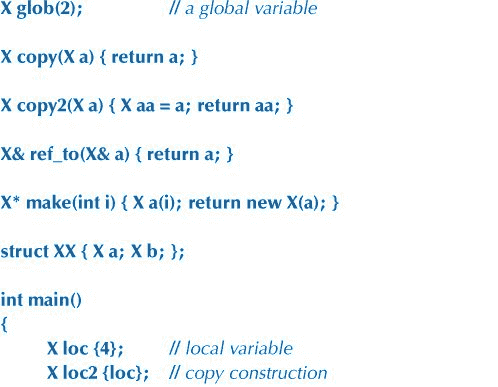 X glob(2); // a global variable
X copy(X a) { return a; }
X copy2(X a) { X aa = a; return aa; }
X& ref_to(X& a) { return a; }
X* make(int i) { X a(i); return new X(a); }
struct XX { X a; X b; };
int main()
{
X loc {4}; // local variable
X loc2 {loc}; // copy construction